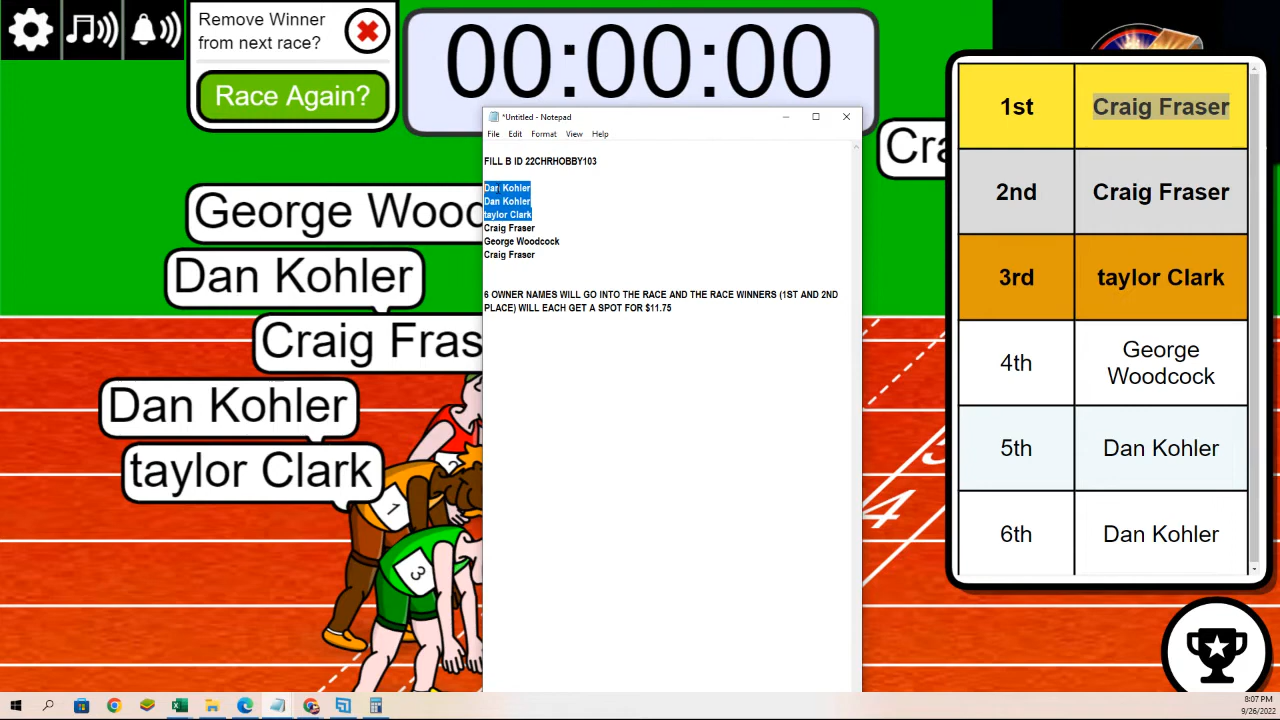 Remove Winner
from next race?
Race Again?
00:00:00
*Untitled - Notepad
File Edit Format View Help
FILL B ID 22CHRHOBBY103
Dan Kohler
Dan Kohler
taylor Clark
Craig Fraser
George Woodcock
Craig Fraser
6 OWNER NAMES WILL GO INTO THE RACE AND THE RACE WINNERS (1ST AND 2ND
PLACE) WILL EACH GET A SPOT FOR $11.75
Cra
George Wood
Dan Kohler
Craig Fras
Dan Kohler
taylor Clark
1
3
4
1st Craig Fraser
2nd Craig Fraser
3rd taylor Clark
4th George
Woodcock
5th Dan Kohler
6th Dan Kohler
8:07 PM
9/26/2022